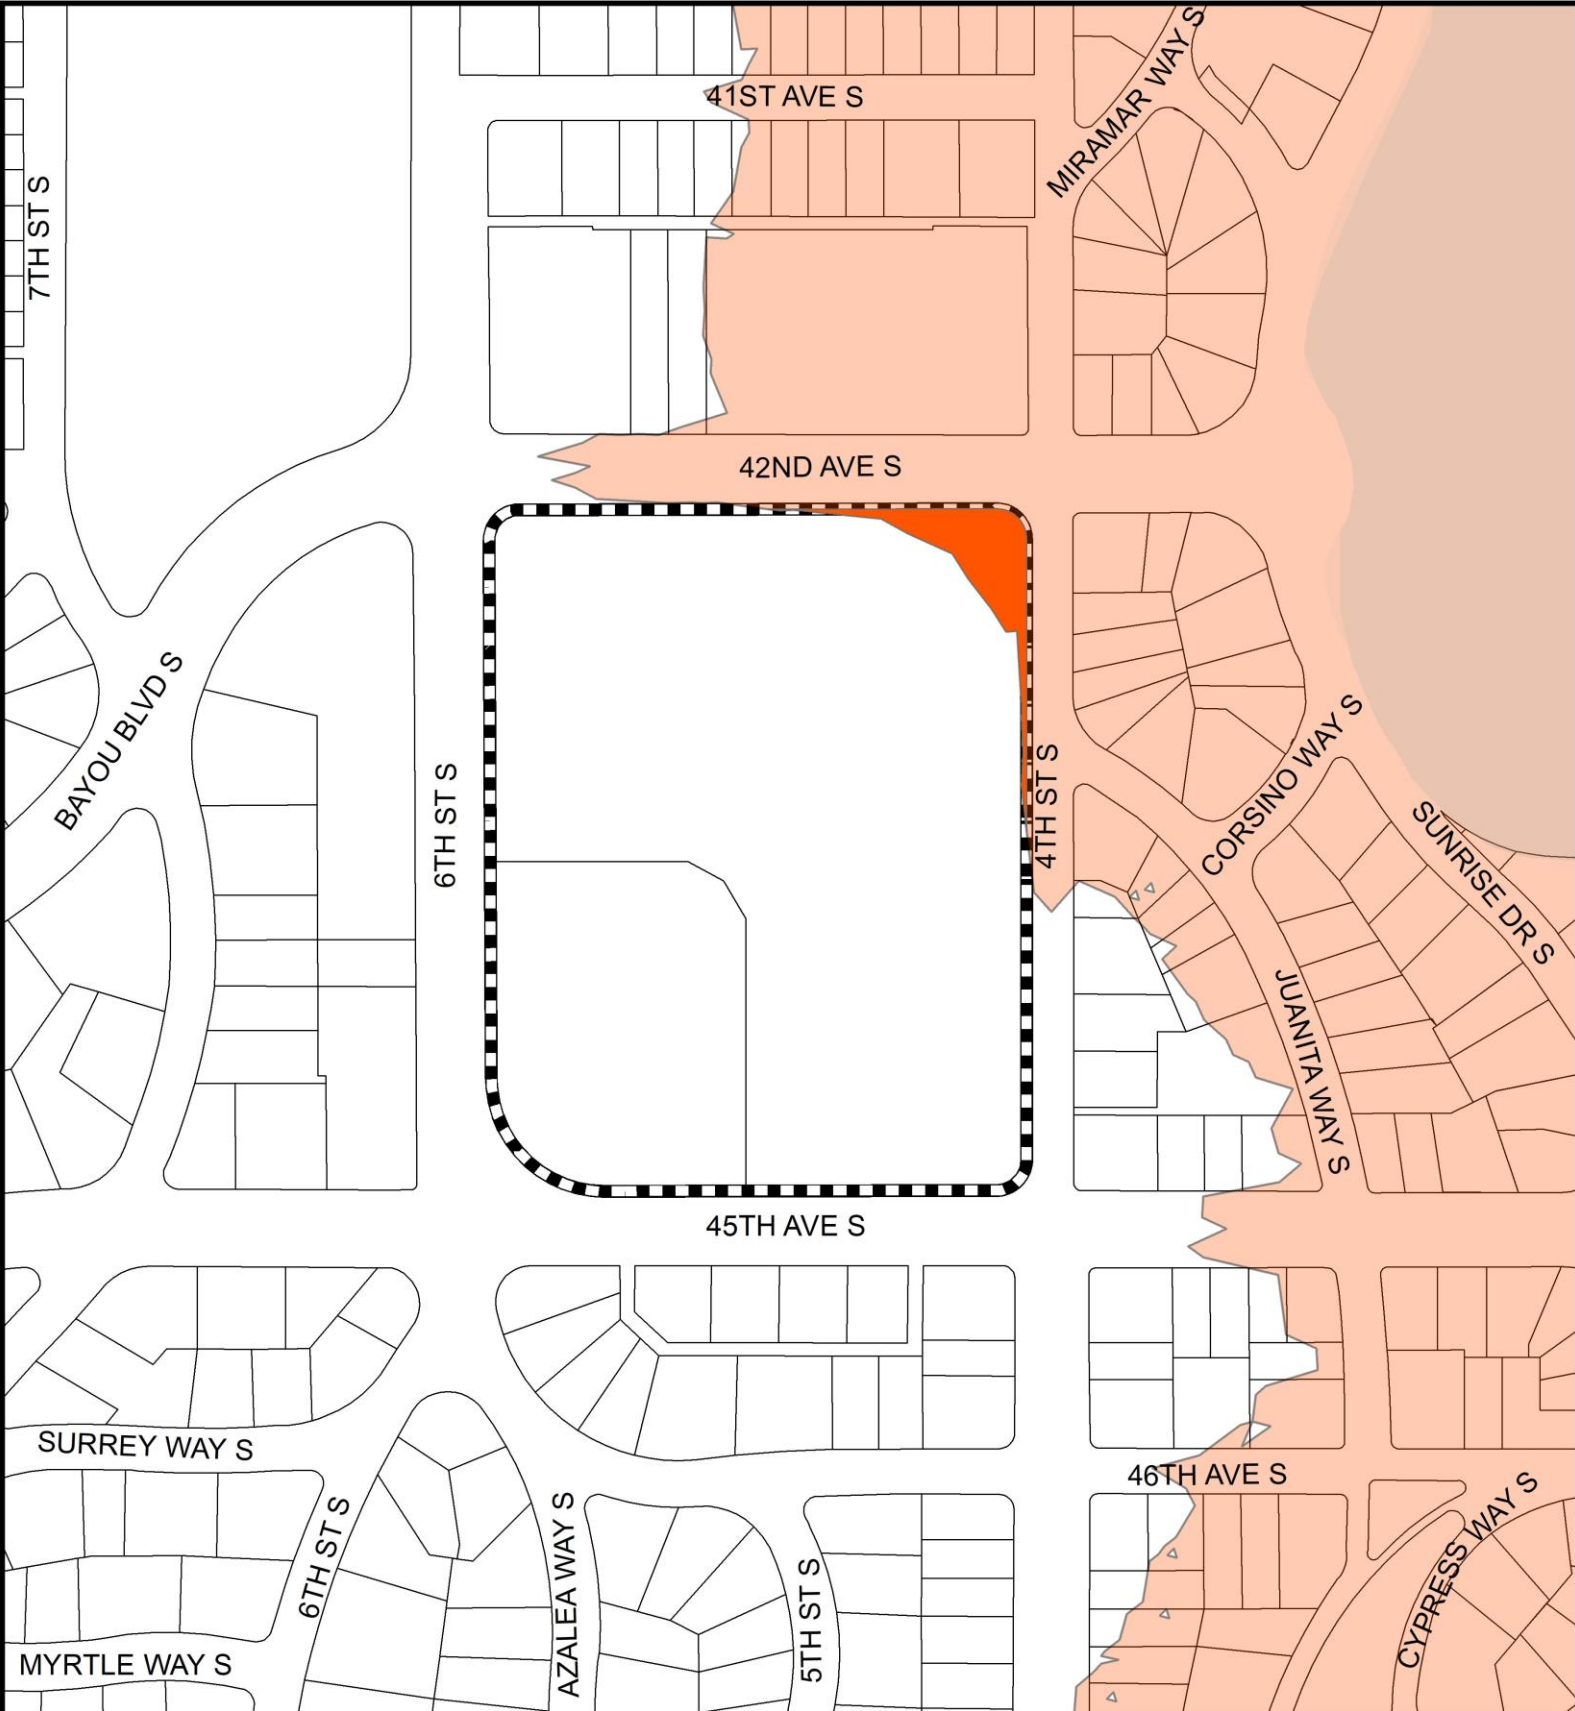 41ST AVE S
MIRAMAR WAY S
7TH ST S
42ND AVE S
BAYOU BLVD S
6TH ST S
4TH ST S
CORSINO WAY S
SUNRISE DR S
JUANITA WAY S
45TH AVE S
SURREY WAY S
46TH AVE S
6TH ST S
AZALEA WAY S
5TH ST S
CYPRESS WAY S
MYRTLE WAY S